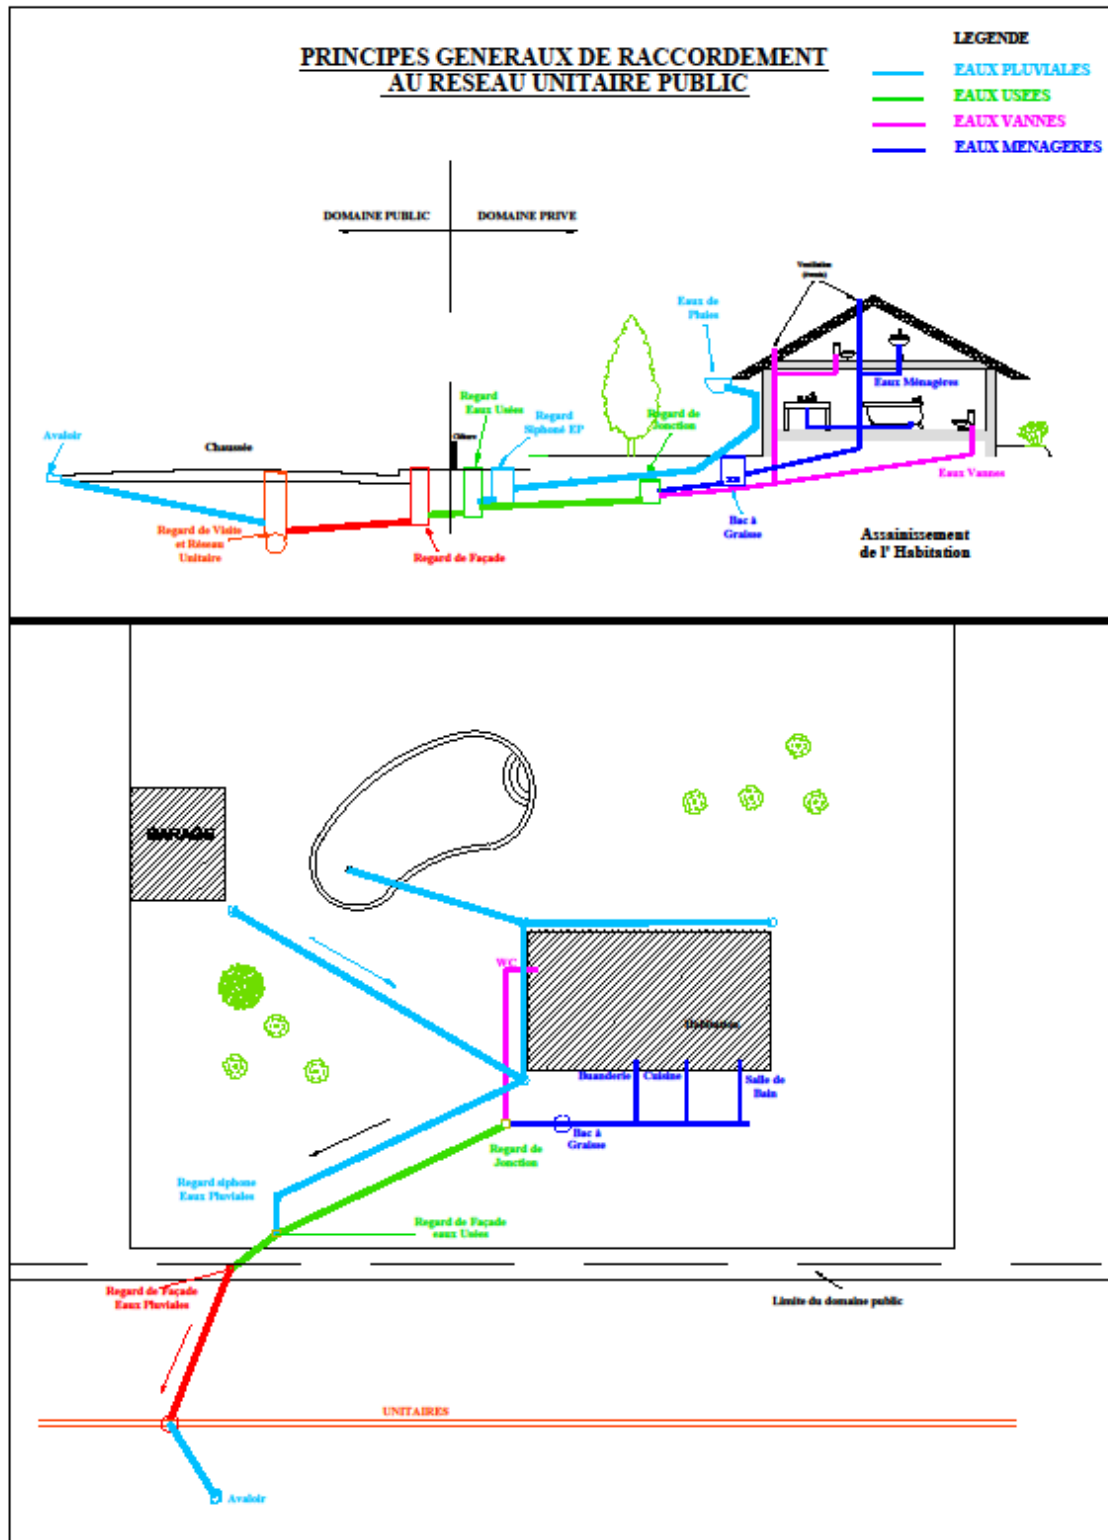 PRINCIPES GENERAUX DE RACCORDEMENT
AU RESEAU UNITAIRE PUBLIC
LEGENDE
EAUX PLUVIALES
EAUX USEES
EAUX VANNES
EAUX MENAGERES
DOMAINE PUBLIC
DOMAINE PRIVE
Ventilation
Eaux de
Pluies
Regard
Eaux Usées
Regard
Siphoné EP
Regard de
Jonction
Eaux Ménagères
Avaloir
Chaussée
Clôture
Eaux Vannes
Regard de Visite
et Réseau
Unitaire
Regard de Façade
Bac à
Graisse
Assainissement
de l' Habitation
GARAGE
WC
Habitation
Buanderie
Cuisine
Salle de
Bain
Bac à
Graisse
Regard de
Jonction
Regard siphone
Eaux Pluviales
Regard de Façade
eaux Usées
Regard de Façade
Eaux Pluviales
Limite du domaine public
UNITAIRES
Avaloir